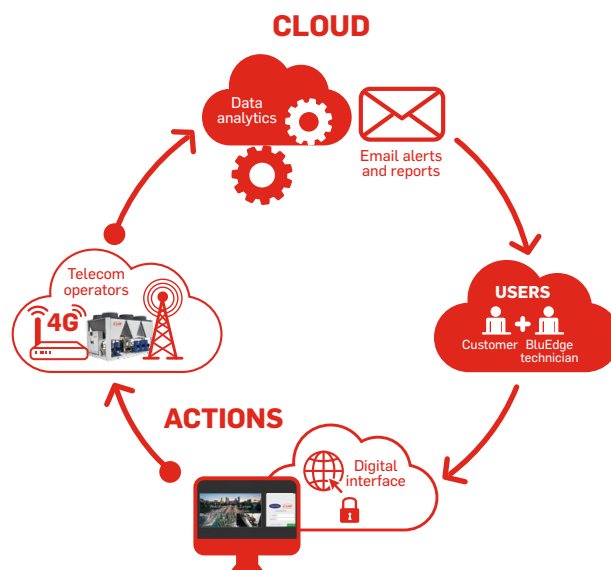 CLOUD
Data
analytics
Email alerts
and reports
Telecom
operators
4G
USERS
Customer
BluEdge
technician
ACTIONS
Digital
interface